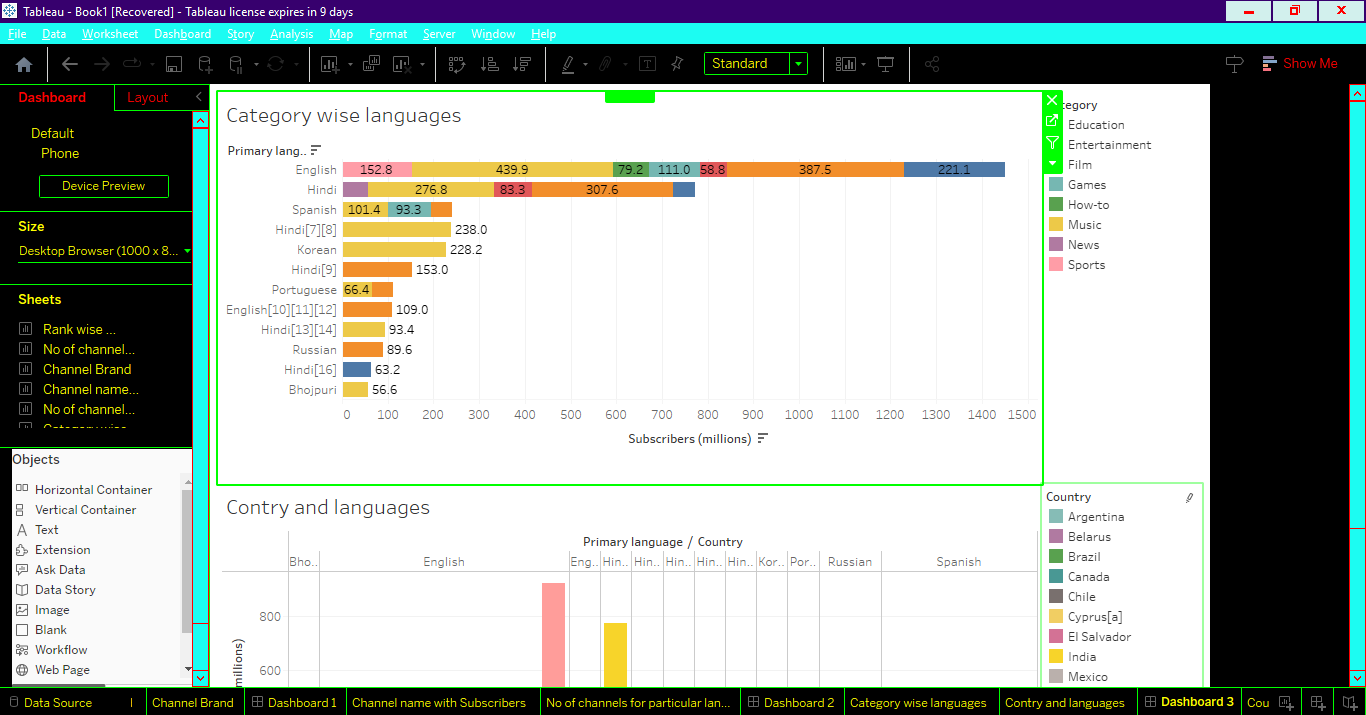 Tableau - Book1 [Recovered] - Tableau license expires in 9 days
File Data Worksheet Dashboard Story Analysis Map Format Server Window Help
Standard
Show Me
Dashboard Layout
Default
Phone
Device Preview
Size
Desktop Browser (1000 x 8...
Sheets
Rank wise ...
No of channel...
Channel Brand
Channel name...
No of channel...
Objects
Horizontal Container
Vertical Container
Text
Extension
Ask Data
Data Story
Image
Blank
Workflow
Web Page
Category wise languages
Primary lang..
English 152.8 439.9 79.2 111.0 58.8 387.5 221.1
Hindi 276.8 83.3 307.6
Spanish 101.4 93.3
Hindi[7][8] 238.0
Korean 228.2
Hindi[9] 153.0
Portuguese 66.4
English[10][11][12] 109.0
Hindi[13][14] 93.4
Russian 89.6
Hindi[16] 63.2
Bhojpuri 56.6
0 100 200 300 400 500 600 700 800 900 1000 1100 1200 1300 1400 1500
Subscribers (millions)
Education
Entertainment
Film
Games
How-to
Music
News
Sports
Contry and languages
Primary language / Country
Bho.. English Eng.. Hin.. Hin.. Hin.. Hin.. Hin.. Kor.. Por.. Russian Spanish
800
600
millions)
Country
Argentina
Belarus
Brazil
Canada
Chile
Cyprus[a]
El Salvador
India
Mexico
Data Source Channel Brand Dashboard 1 Channel name with Subscribers No of channels for particular lan... Dashboard 2 Category wise languages Contry and languages Dashboard 3 Cou